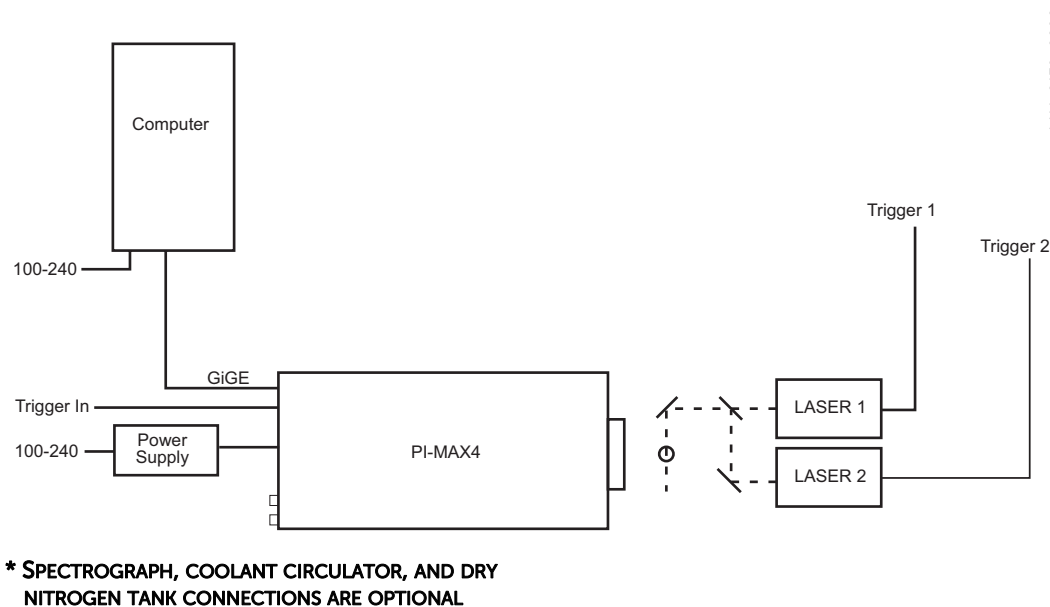 Computer
Trigger 1
Trigger 2
100-240
GiGE
Trigger In
LASER 1
100-240
Power
Supply
PI-MAX4
LASER 2
* SPECTROGRAPH, COOLANT CIRCULATOR, AND DRY
NITROGEN TANK CONNECTIONS ARE OPTIONAL